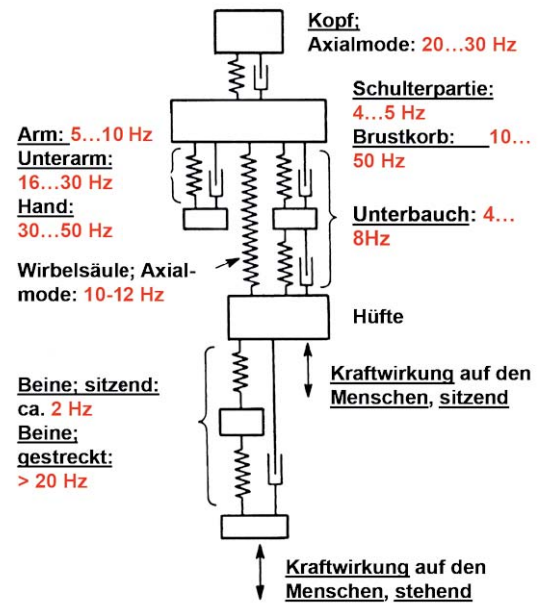 Kopf;
Axialmode: 20...30 Hz
Schulterpartie:
4...5 Hz
Brustkorb: 10...
50 Hz
Arm: 5...10 Hz
Unterarm:
16...30 Hz
Hand:
30...50 Hz
Unterbauch: 4...
8Hz
Wirbelsäule; Axial-
mode: 10-12 Hz
Hüfte
Kraftwirkung auf den
Menschen, sitzend
Beine; sitzend:
ca. 2 Hz
Beine;
gestreckt:
> 20 Hz
Kraftwirkung auf den
Menschen, stehend